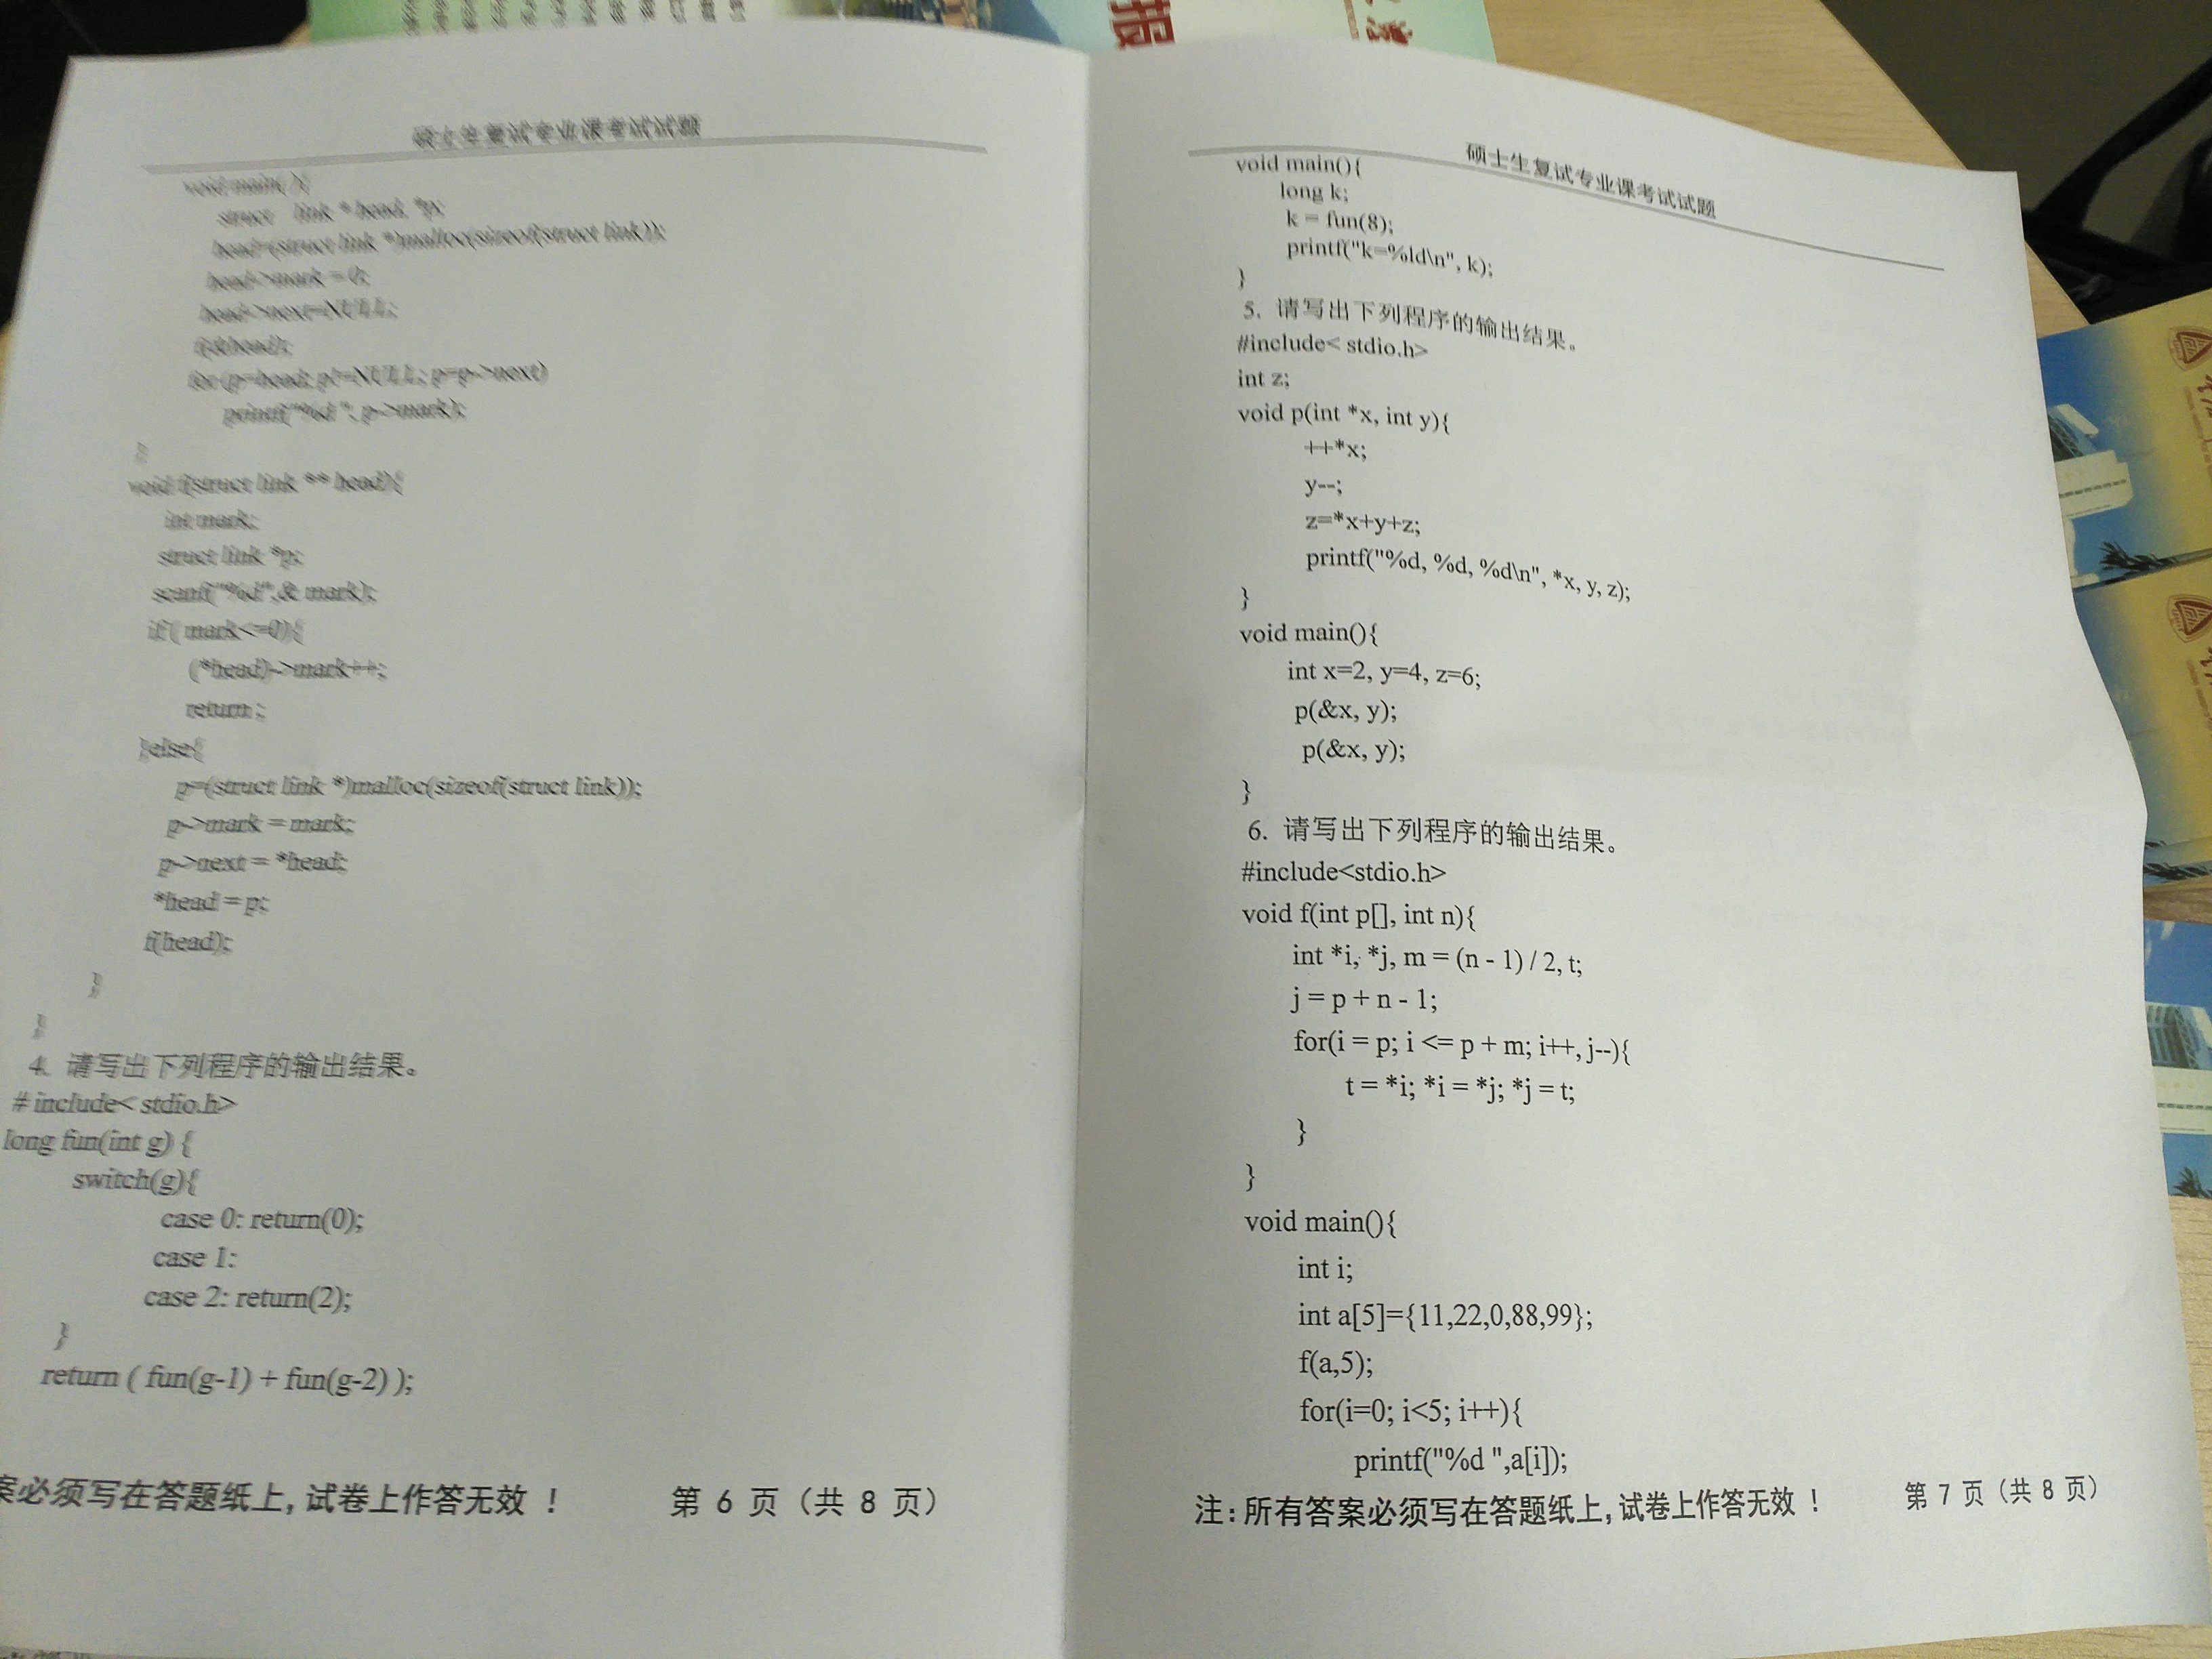 硕士生复试专业课考试试题
void main( ){
struct link * head, *p;
head=(struct link *)malloc(sizeof(struct link));
head->mark = 0;
head->next=NULL;
f(&head);
for (p=head; p!=NULL; p=p->next)
printf("%d ", p->mark);
}
void f(struct link ** head){
int mark;
struct link *p;
scanf("%d",& mark);
if ( mark<=0){
(*head)->mark++;
return ;
}else{
p=(struct link *)malloc(sizeof(struct link));
p->mark = mark;
p->next = *head;
*head = p;
f(head);
}
}
4. 请写出下列程序的输出结果。
# include< stdio.h>
long fun(int g) {
switch(g){
case 0: return(0);
case 1:
case 2: return(2);
}
return ( fun(g-1) + fun(g-2) );
案必须写在答题纸上,试卷上作答无效 ! 第 6 页 (共 8 页)
硕士生复试专业课考试试题
void main(){
long k;
k = fun(8);
printf("k=%ld\n", k);
}
5. 请写出下列程序的输出结果。
#include< stdio.h>
int z;
void p(int *x, int y){
++*x;
y--;
z=*x+y+z;
printf("%d, %d, %d\n", *x, y, z);
}
void main(){
int x=2, y=4, z=6;
p(&x, y);
p(&x, y);
}
6. 请写出下列程序的输出结果。
#include<stdio.h>
void f(int p[], int n){
int *i, *j, m = (n - 1) / 2, t;
j = p + n - 1;
for(i = p; i <= p + m; i++, j--){
t = *i; *i = *j; *j = t;
}
}
void main(){
int i;
int a[5]={11,22,0,88,99};
f(a,5);
for(i=0; i<5; i++){
printf("%d ",a[i]);
注:所有答案必须写在答题纸上,试卷上作答无效 ! 第 7 页 (共 8 页)
报